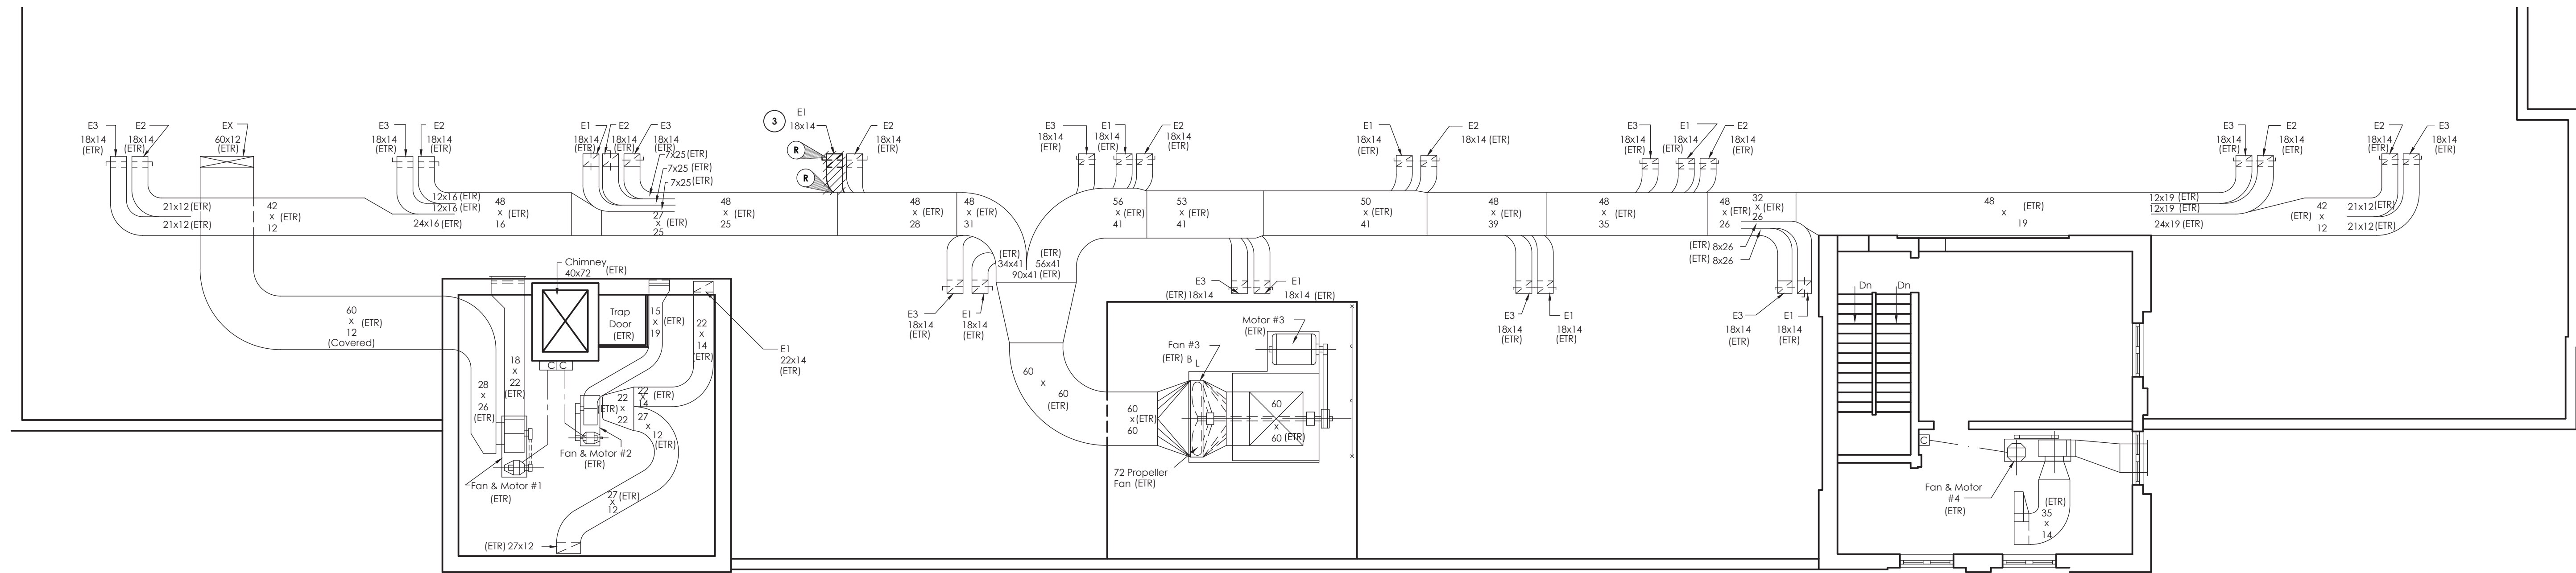 E3
18x14
(ETR)
E2
18x14
(ETR)
EX
60x12
(ETR)
E3
18x14
(ETR)
E2
18x14
(ETR)
E1
18x14
(ETR)
E2
18x14
(ETR)
E3
18x14
(ETR)
7x25 (ETR)
7x25 (ETR)
7x25 (ETR)
3
E1
18x14
R
R
E2
18x14
(ETR)
E3
18x14
(ETR)
E1
18x14
(ETR)
E2
18x14
(ETR)
E1
18x14
(ETR)
E2
18x14 (ETR)
E3
18x14
(ETR)
E1
18x14
(ETR)
E2
18x14
(ETR)
E3
18x14
(ETR)
E2
18x14
(ETR)
E2
18x14
(ETR)
E3
18x14
(ETR)
21x12 (ETR)
21x12 (ETR)
42
x (ETR)
12
12x16 (ETR)
12x16 (ETR)
24x16 (ETR)
48
x (ETR)
16
27
x (ETR)
25
48
x (ETR)
25
48
x (ETR)
28
48
x (ETR)
31
(ETR)
34x41
(ETR)
56x41
90x41 (ETR)
56
x (ETR)
41
53
x (ETR)
41
50
x (ETR)
41
48
x (ETR)
39
48
x (ETR)
35
48
x (ETR)
26
32
x (ETR)
26
(ETR) 8x26
(ETR) 8x26
48
x (ETR)
19
12x19 (ETR)
12x19 (ETR)
24x19 (ETR)
42
(ETR) x
12
21x12 (ETR)
21x12 (ETR)
E3
18x14
(ETR)
E1
18x14
(ETR)
E3
(ETR) 18x14
E1
18x14 (ETR)
E3
18x14
(ETR)
E1
18x14
(ETR)
E3
18x14
(ETR)
E1
18x14
(ETR)
60
x (ETR)
12
(Covered)
Chimney
40x72 (ETR)
Trap
Door
(ETR)
15
x (ETR)
19
22
x
14
(ETR)
E1
22x14
(ETR)
18
x
22
(ETR)
C C
28
x
26
(ETR)
22
(ETR) x
22
22
x (ETR)
14
27
x
12
(ETR)
Fan & Motor #2
(ETR)
Fan & Motor #1
(ETR)
27
x (ETR)
12
(ETR) 27x12
60
x
60
(ETR)
60
x (ETR)
60
Motor #3
(ETR)
Fan #3
(ETR) B
L
60
x
60 (ETR)
72 Propeller
Fan (ETR)
Dn
Dn
C
Fan & Motor
#4
(ETR)
(ETR)
35
x
14